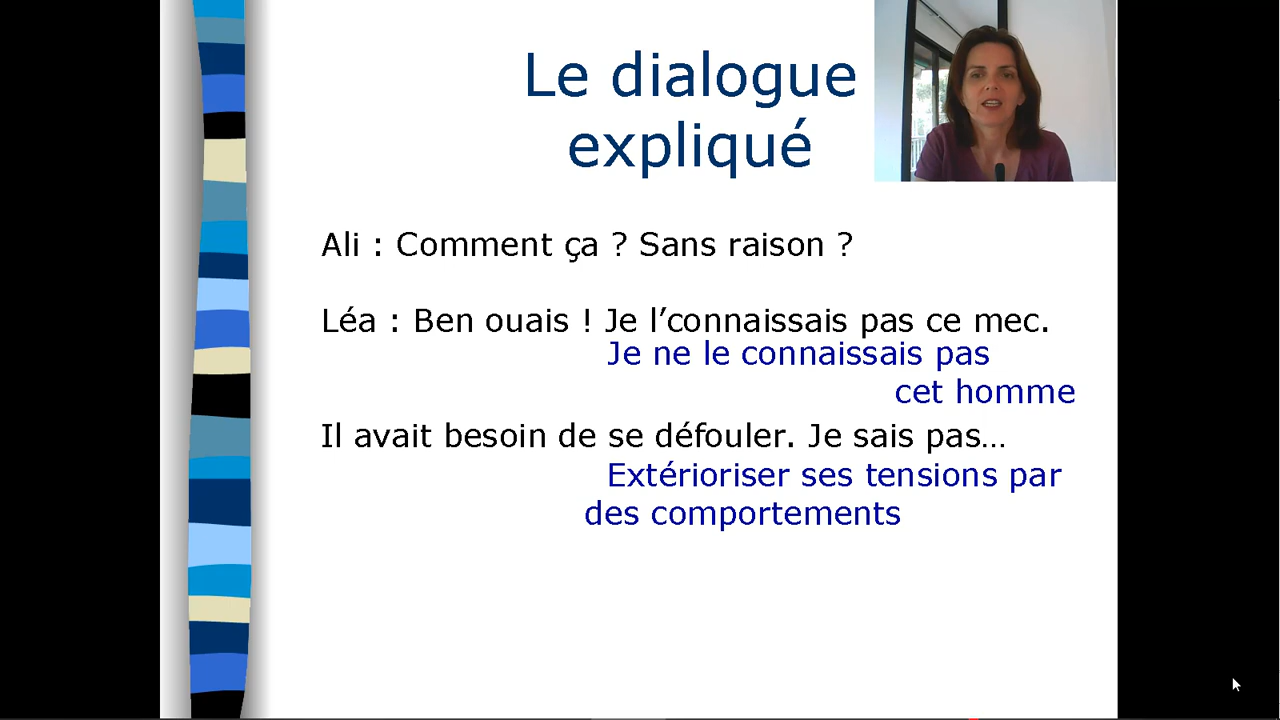 Le dialogue
expliqué
Ali : Comment ça ? Sans raison ?
Léa : Ben ouais ! Je l’connaissais pas ce mec.
Je ne le connaissais pas
cet homme
Il avait besoin de se défouler. Je sais pas…
Extérioriser ses tensions par
des comportements